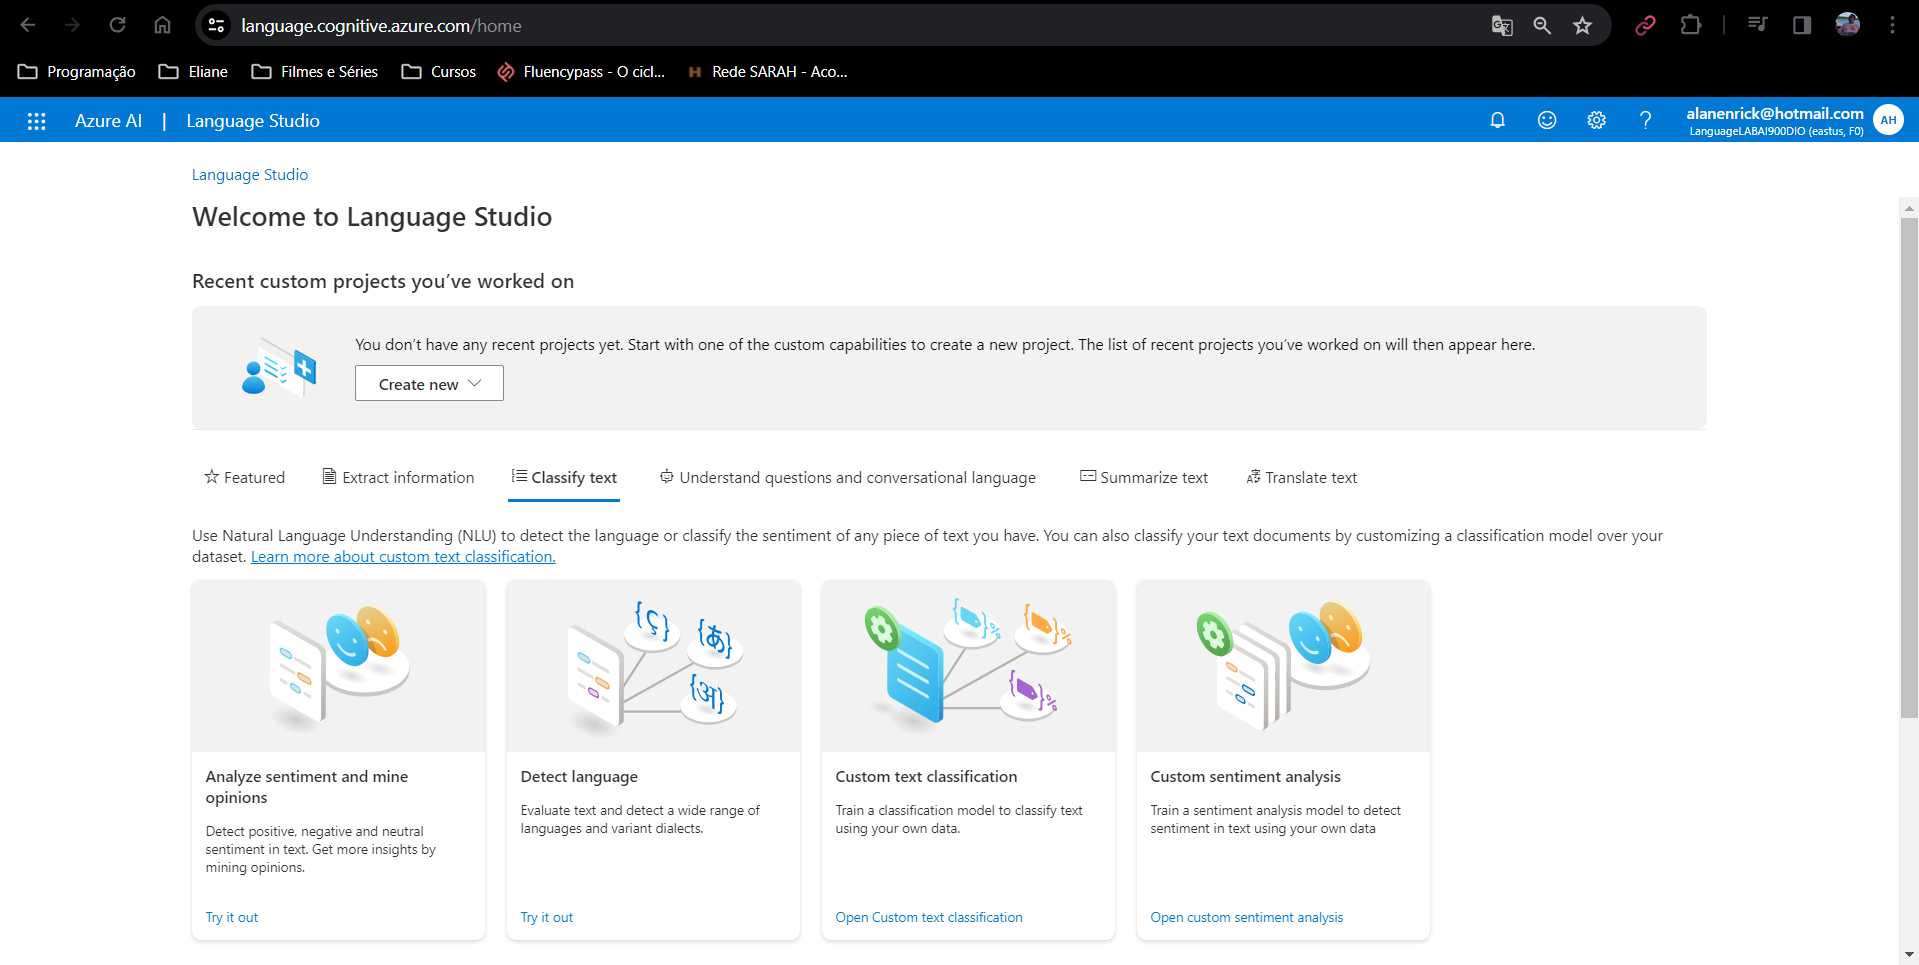 language.cognitive.azure.com/home
Programação
Eliane
Filmes e Séries
Cursos
Fluencypass - O cicl...
H Rede SARAH - Aco...
Azure AI | Language Studio
alanenrick@hotmail.com
LanguageLABAI900DIO (eastus, F0)
AH
Language Studio
Welcome to Language Studio
Recent custom projects you've worked on
You don't have any recent projects yet. Start with one of the custom capabilities to create a new project. The list of recent projects you've worked on will then appear here.
Create new
Featured
Extract information
Classify text
Understand questions and conversational language
Summarize text
Translate text
Use Natural Language Understanding (NLU) to detect the language or classify the sentiment of any piece of text you have. You can also classify your text documents by customizing a classification model over your
dataset. Learn more about custom text classification.
{ç}
{あ}
{अ}
Analyze sentiment and mine
opinions
Detect positive, negative and neutral
sentiment in text. Get more insights by
mining opinions.
Try it out
Detect language
Evaluate text and detect a wide range of
languages and variant dialects.
Try it out
Custom text classification
Train a classification model to classify text
using your own data.
Open Custom text classification
Custom sentiment analysis
Train a sentiment analysis model to detect
sentiment in text using your own data
Open custom sentiment analysis